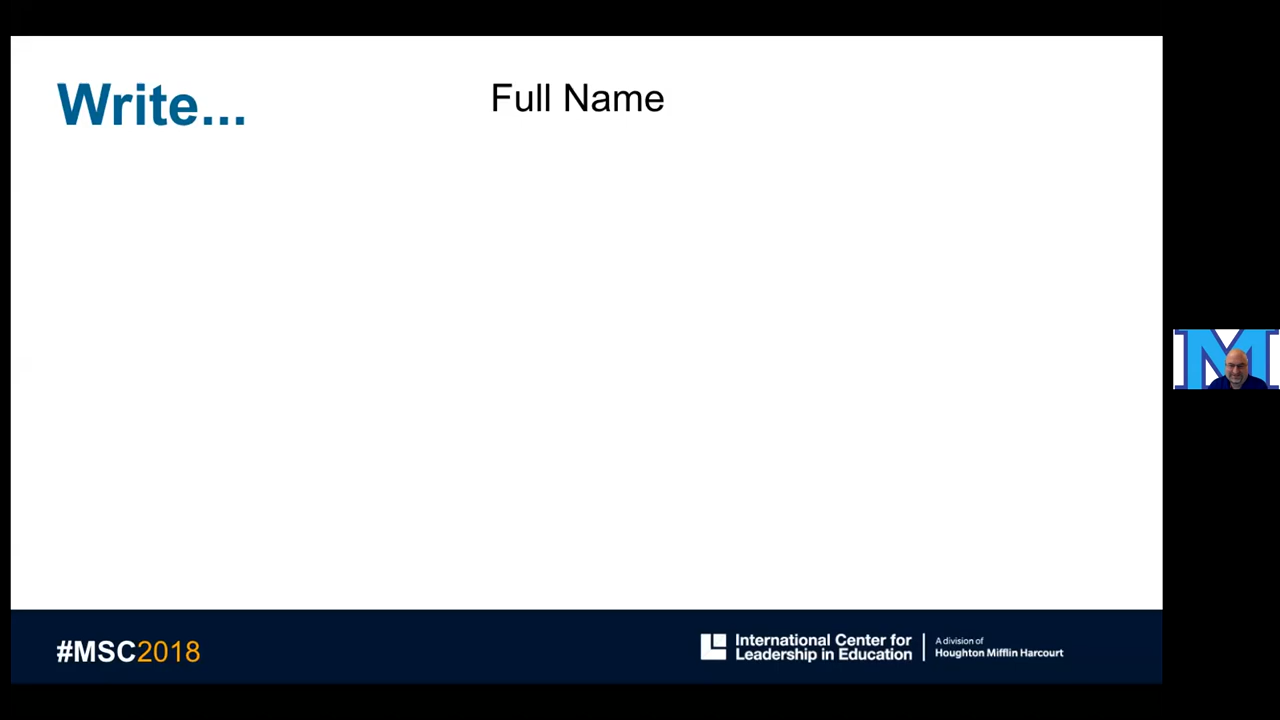 Write...
Full Name
#MSC2018
International Center for
Leadership in Education
A division of
Houghton Mifflin Harcourt
M